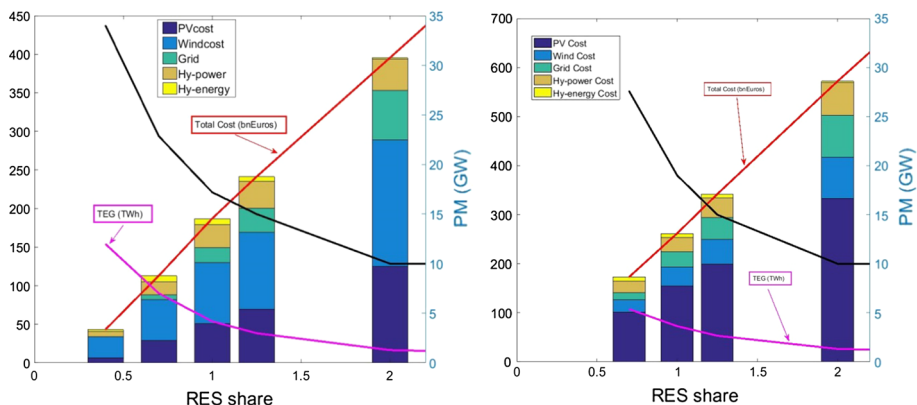 450
400
350
300
250
200
150
100
50
0
0
0.5
1
1.5
2
RES share
35
30
25
20
15
10
5
0
PM (GW)
PVcost
Windcost
Grid
Hy-power
Hy-energy
Total Cost (bnEuros)
TEG (TWh)
700
600
500
400
300
200
100
0
0
0.5
1
1.5
2
RES share
35
30
25
20
15
10
5
0
PM (GW)
PV Cost
Wind Cost
Grid Cost
Hy-power Cost
Hy-energy Cost
Total Cost (bnEuros)
TEG (TWh)